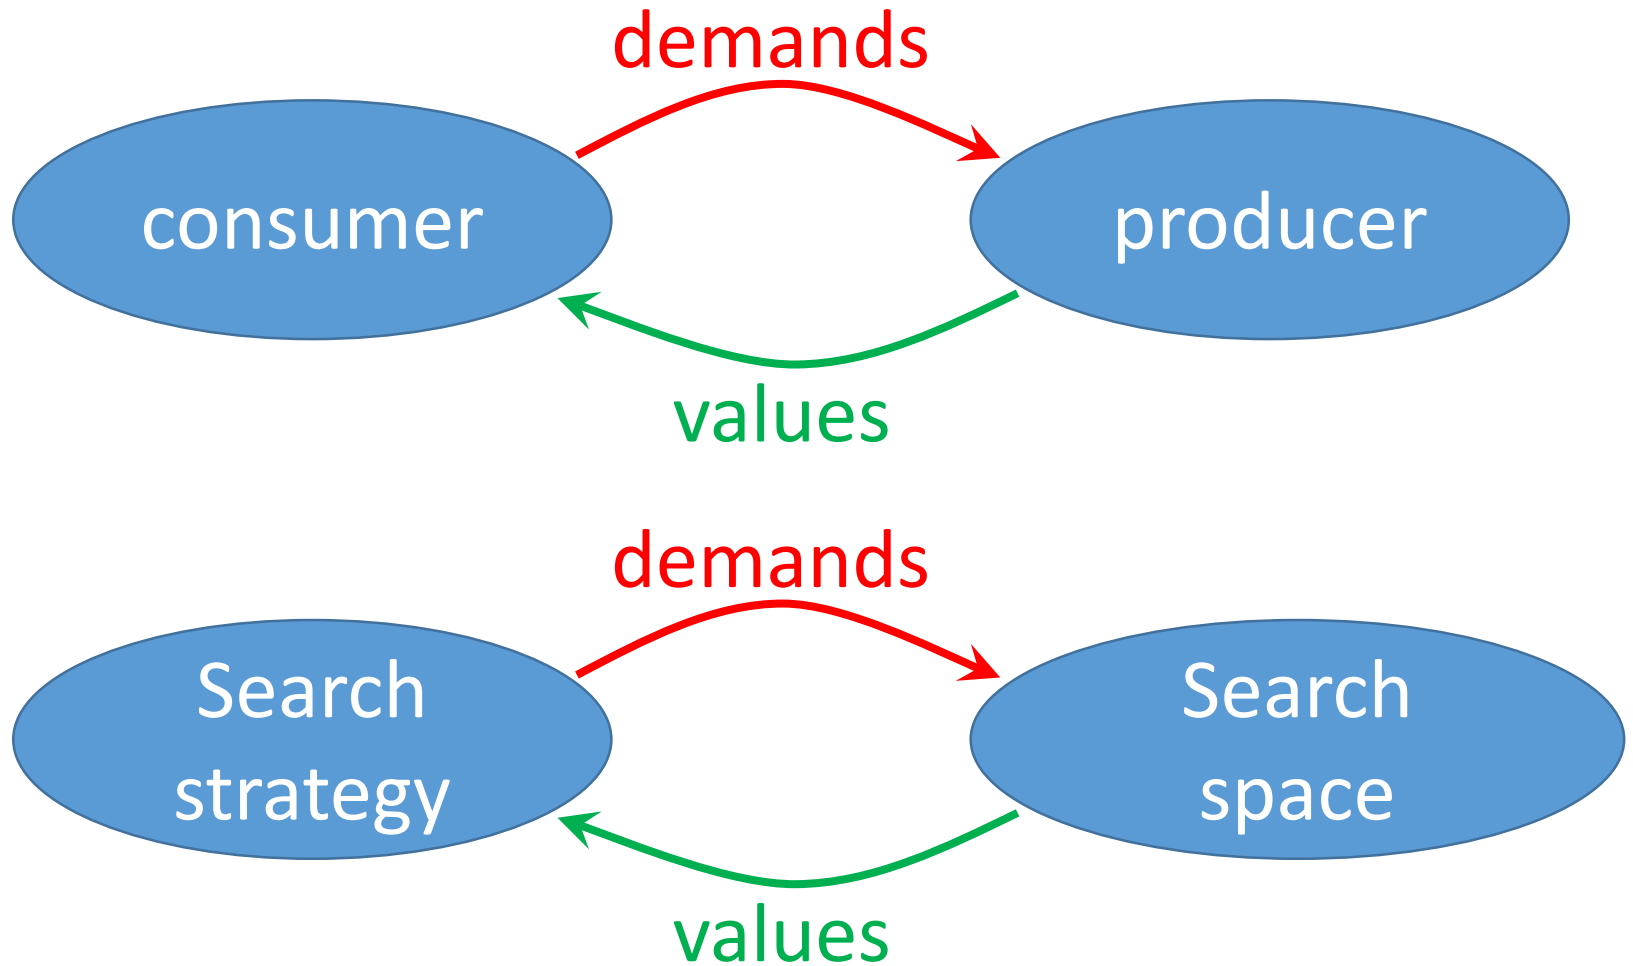 demands
consumer
producer
values
demands
Search
strategy
Search
space
values